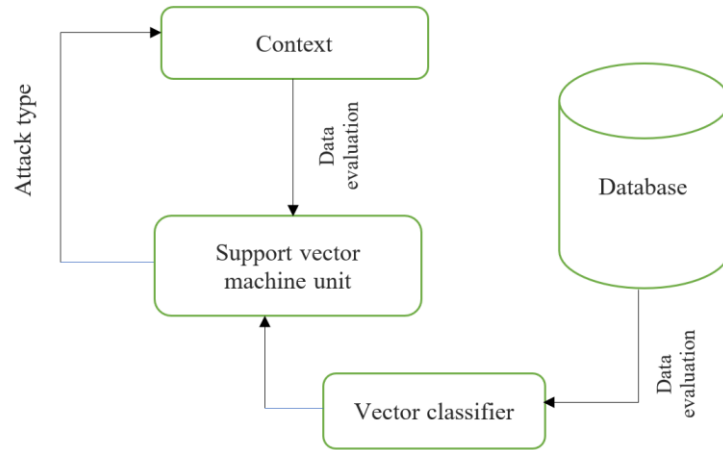 Context
Attack type
Data
evaluation
Database
Support vector
machine unit
Data
evaluation
Vector classifier